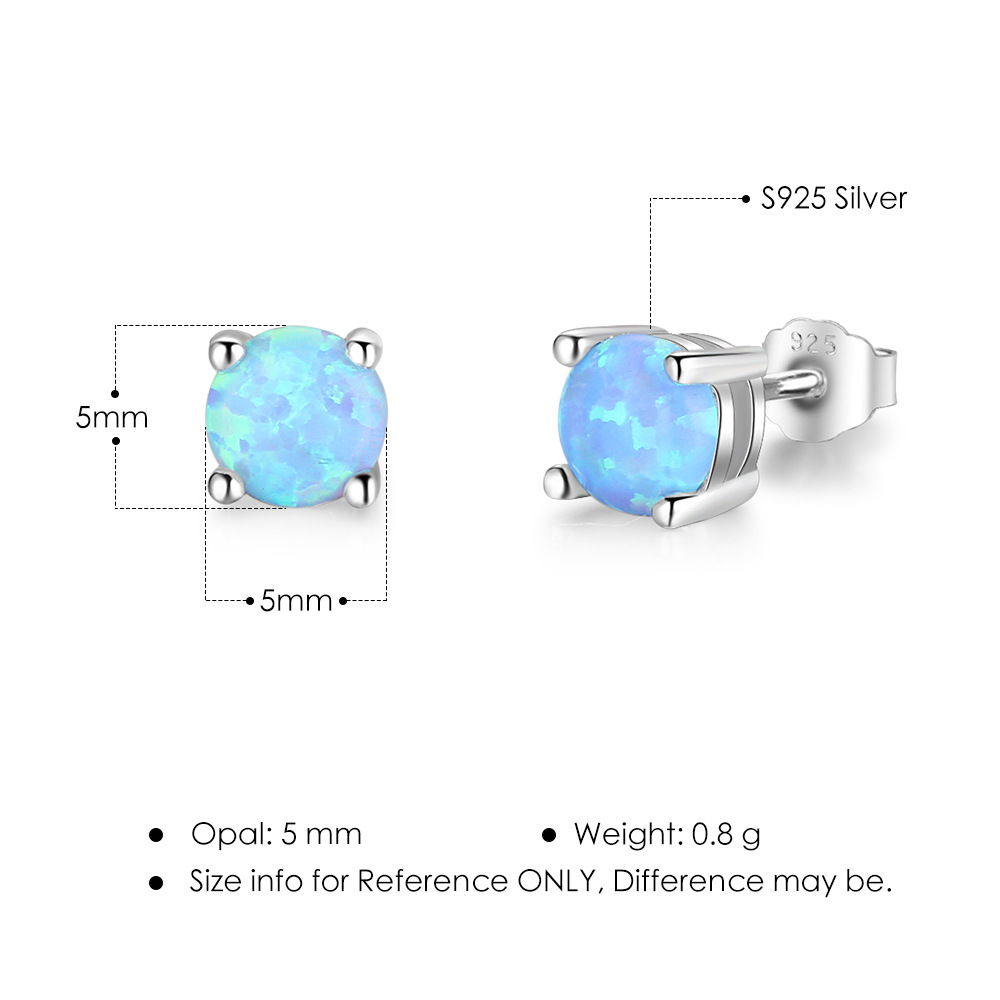 S925 Silver
925
5mm
5mm
● Opal: 5 mm
● Weight: 0.8 g
● Size info for Reference ONLY, Difference may be.